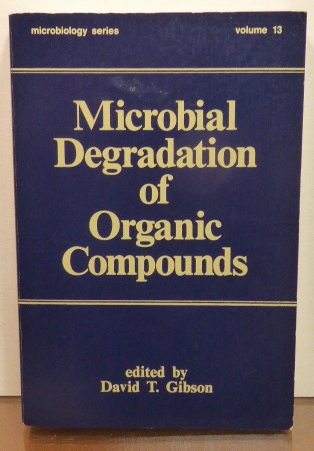 microbiology series volume 13
Microbial
Degradation
of
Organic
Compounds
edited by
David T. Gibson